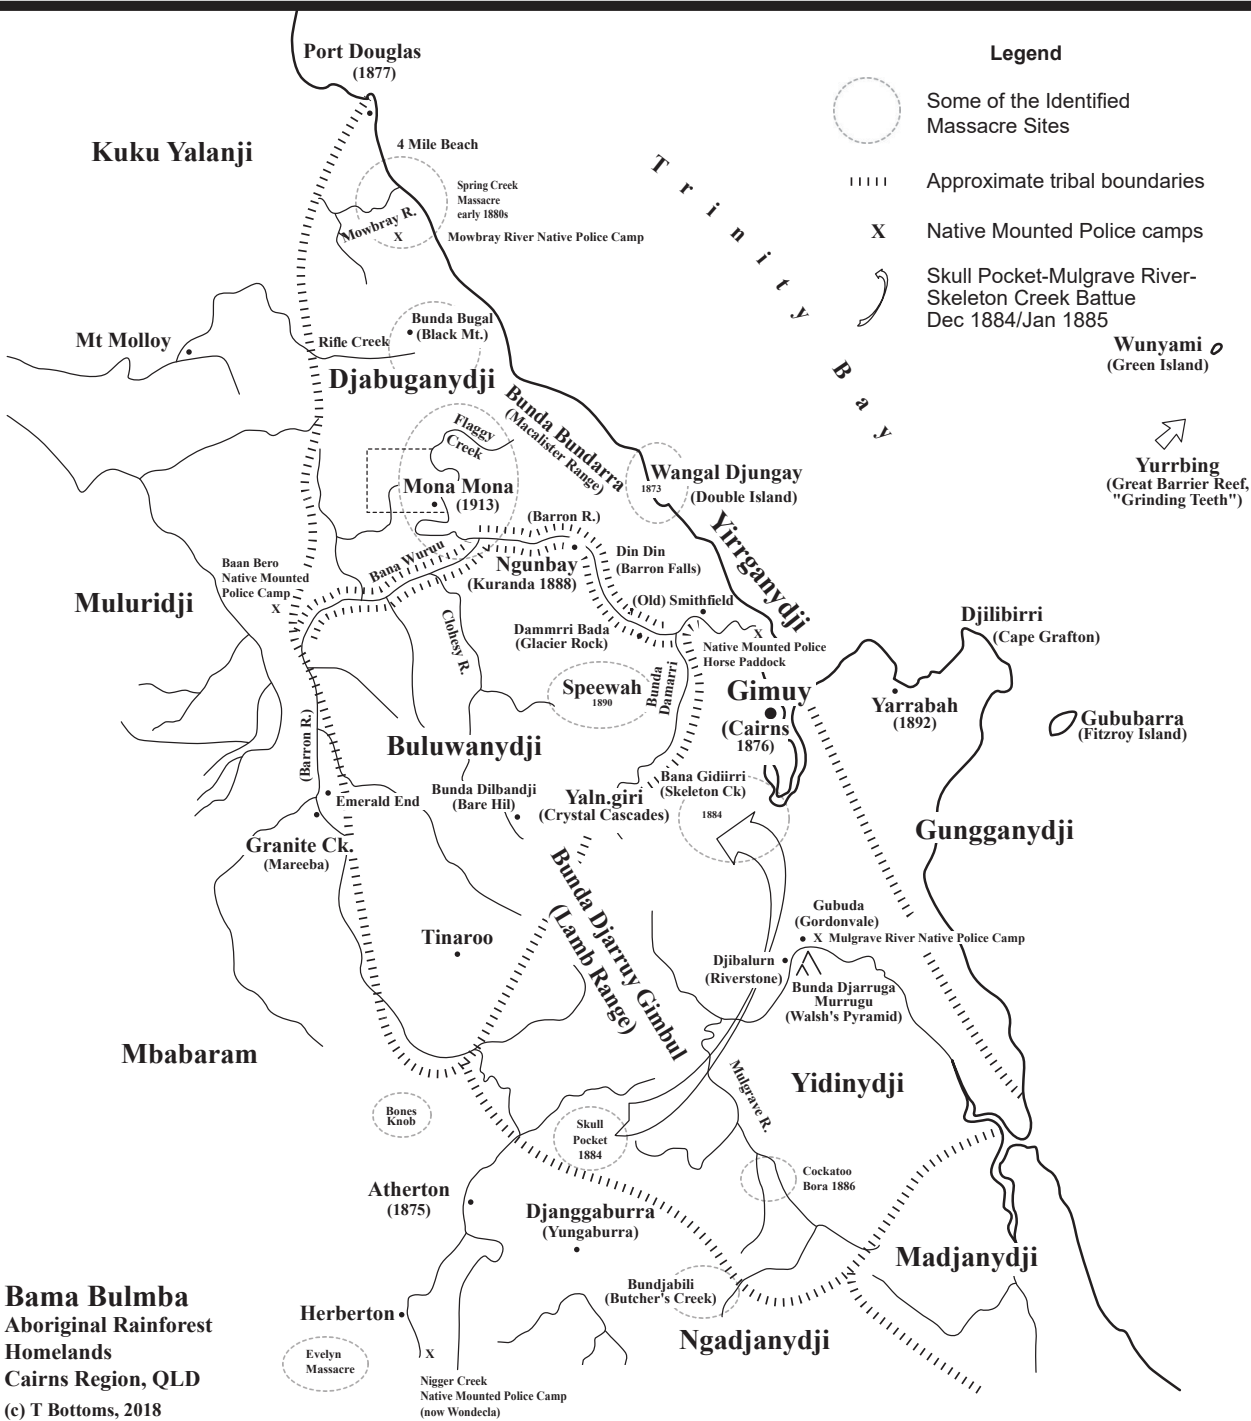 Port Douglas
(1877)
Legend
Some of the Identified
Massacre Sites
Approximate tribal boundaries
X Native Mounted Police camps
Skull Pocket-Mulgrave River-
Skeleton Creek Battue
Dec 1884/Jan 1885
Kuku Yalanji
4 Mile Beach
Spring Creek
Massacre
early 1880s
Mowbray R.
X
Mowbray River Native Police Camp
Trinity Bay
Wunyami
(Green Island)
Yurrbing
(Great Barrier Reef,
"Grinding Teeth")
Mt Molloy
Rifle Creek
Bunda Bugal
(Black Mt.)
Djabuganydji
Bunda Bundarra
(Macalister Range)
Flaggy
Creek
Mona Mona
(1913)
1873
Wangal Djungay
(Double Island)
Yirrganydji
(Barron R.)
Bana Wuruu
Ngunbay
(Kuranda 1888)
Din Din
(Barron Falls)
Baan Bero
Native Mounted
Police Camp
X
Muluridji
Clohesy R.
(Old) Smithfield
Dammrri Bada
(Glacier Rock)
X
Native Mounted Police
Horse Paddock
Djilibirri
(Cape Grafton)
Speewah
1890
Bunda
Damarri
Gimuy
(Cairns
1876)
Yarrabah
(1892)
Gububarra
(Fitzroy Island)
(Barron R.)
Buluwanydji
Bunda Dilbandji
(Bare Hil)
Emerald End
Yaln.giri
(Crystal Cascades)
Bana Gidiirri
(Skeleton Ck)
1884
Granite Ck.
(Mareeba)
Gungganydji
Bunda Djarruy Gimbul
(Lamb Range)
Tinaroo
Gubuda
(Gordonvale)
X Mulgrave River Native Police Camp
Djibalurn
(Riverstone)
Bunda Djarruga
Murrugu
(Walsh's Pyramid)
Mbabaram
Yidinydji
Mulgrave R.
Bones
Knob
Skull
Pocket
1884
Cockatoo
Bora 1886
Atherton
(1875)
Djanggaburra
(Yungaburra)
Madjanydji
Bundjabili
(Butcher's Creek)
Ngadjanydji
Herberton
Evelyn
Massacre
X
Nigger Creek
Native Mounted Police Camp
(now Wondecla)
Bama Bulmba
Aboriginal Rainforest
Homelands
Cairns Region, QLD
(c) T Bottoms, 2018